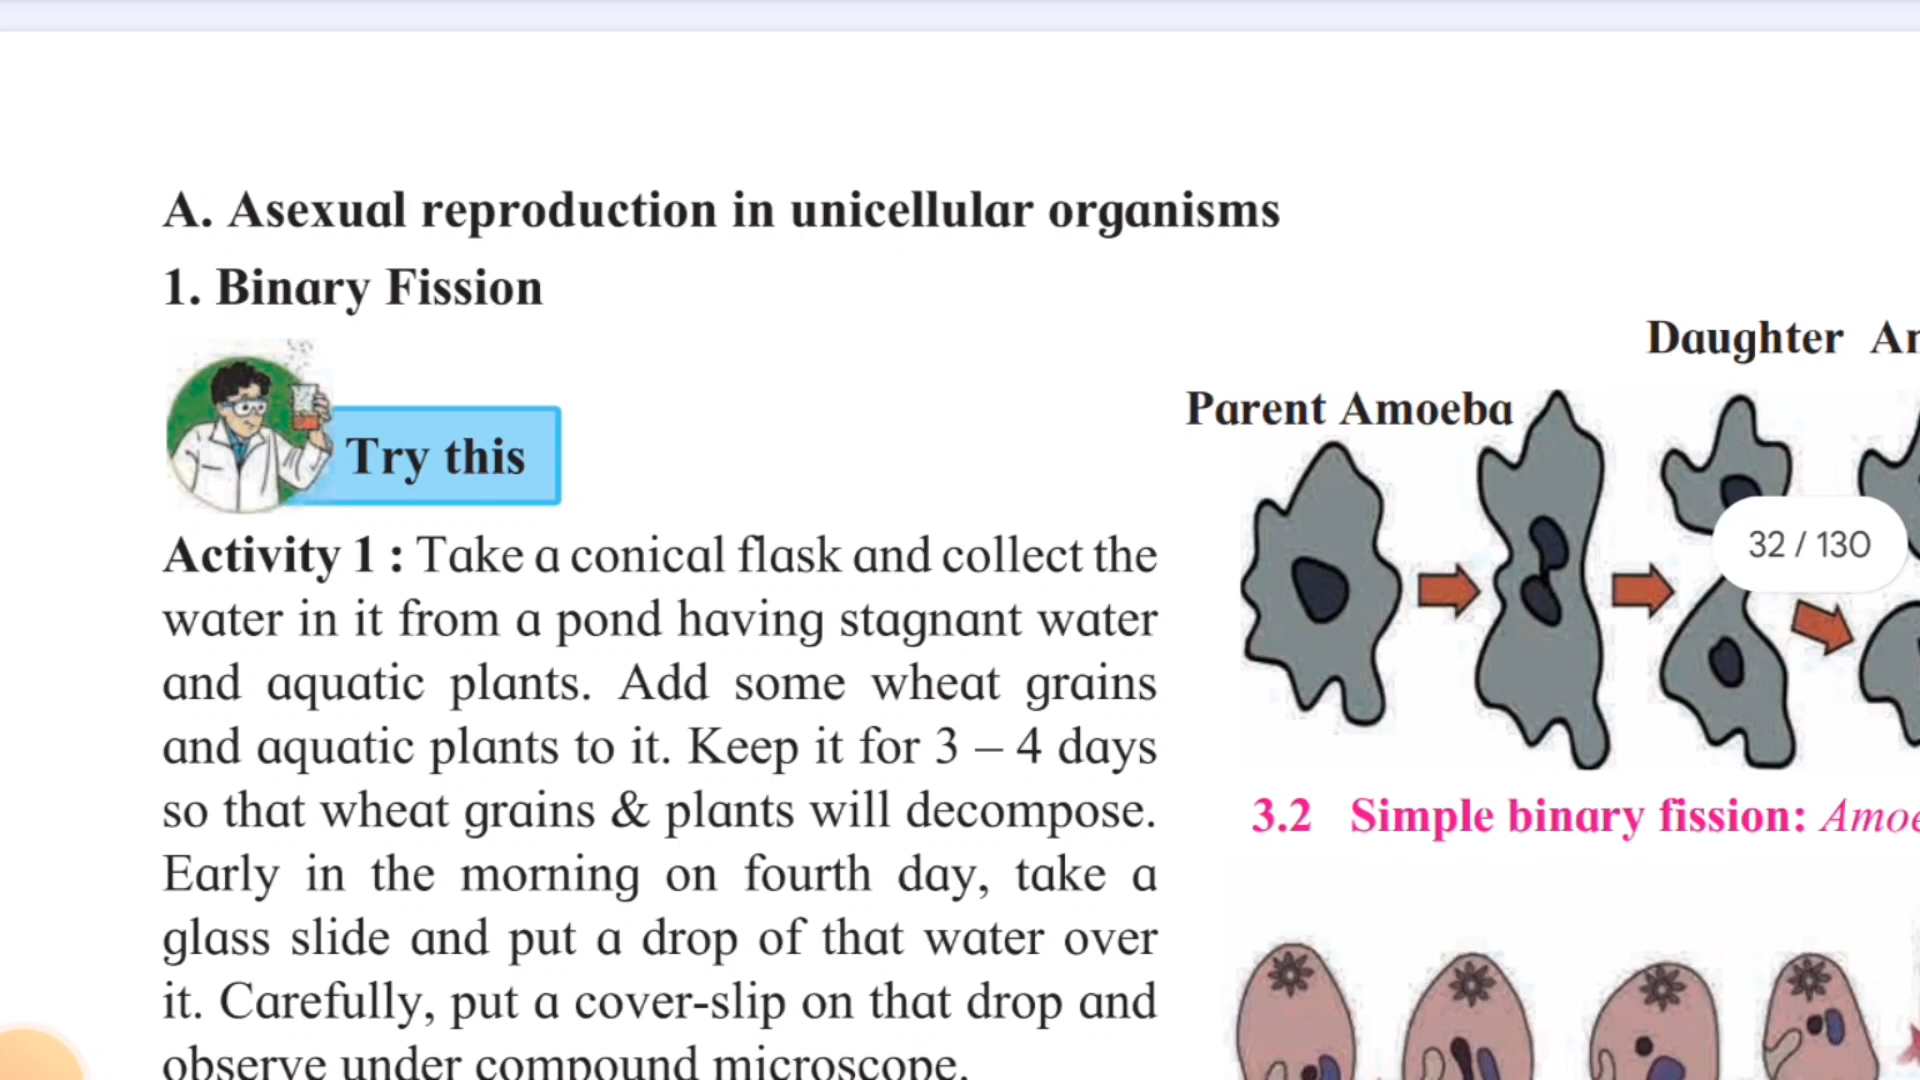 A. Asexual reproduction in unicellular organisms
1. Binary Fission
Try this
Activity 1 : Take a conical flask and collect the
water in it from a pond having stagnant water
and aquatic plants. Add some wheat grains
and aquatic plants to it. Keep it for 3 – 4 days
so that wheat grains & plants will decompose.
Early in the morning on fourth day, take a
glass slide and put a drop of that water over
it. Carefully, put a cover-slip on that drop and
observe under compound microscope.
Daughter
Parent Amoeba
32 / 130
3.2 Simple binary fission: